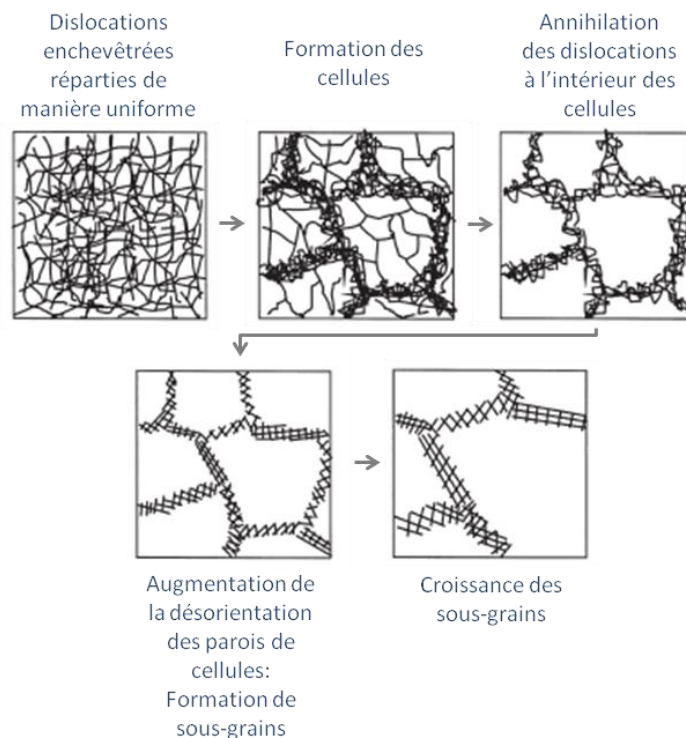 Dislocations
enchevêtrées
réparties de
manière uniforme
Formation des
cellules
Annihilation
des dislocations
à l'intérieur des
cellules
Augmentation de
la désorientation
des parois de
cellules:
Formation de
sous-grains
Croissance des
sous-grains